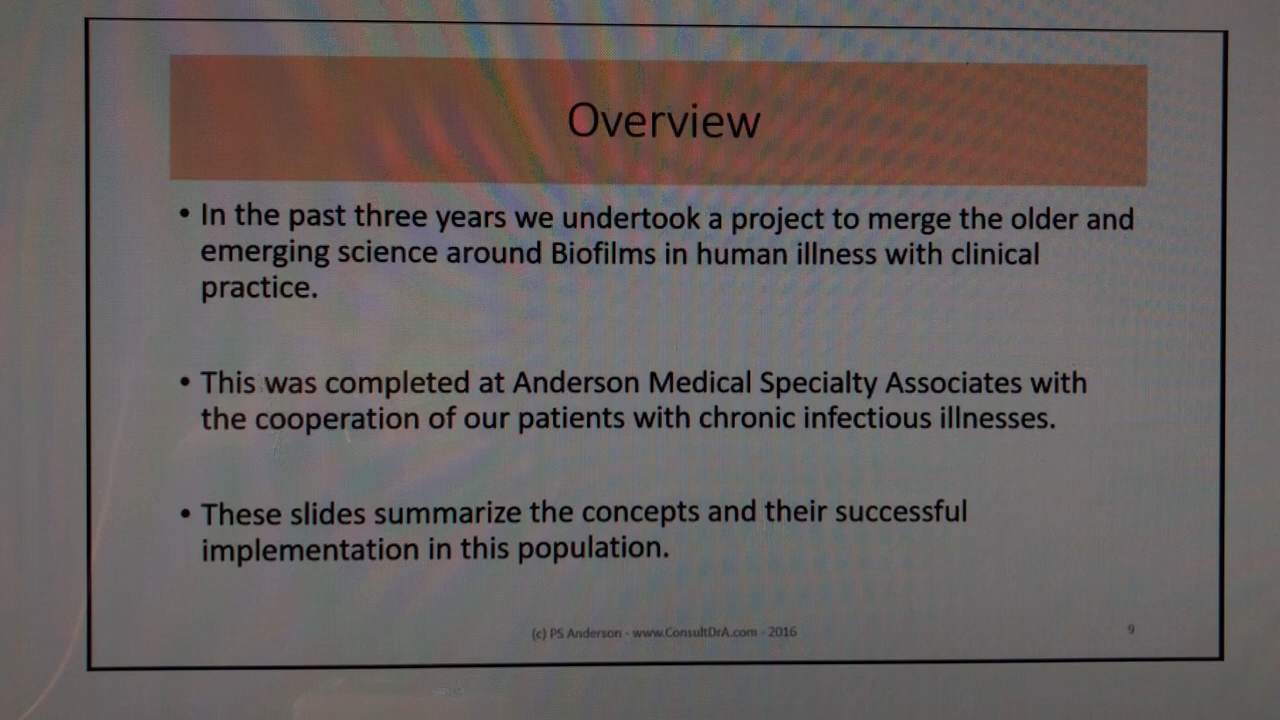 Overview
• In the past three years we undertook a project to merge the older and
emerging science around Biofilms in human illness with clinical
practice.
• This was completed at Anderson Medical Specialty Associates with
the cooperation of our patients with chronic infectious illnesses.
• These slides summarize the concepts and their successful
implementation in this population.
(c) PS Anderson - www.ConsultDrA.com - 2016
9